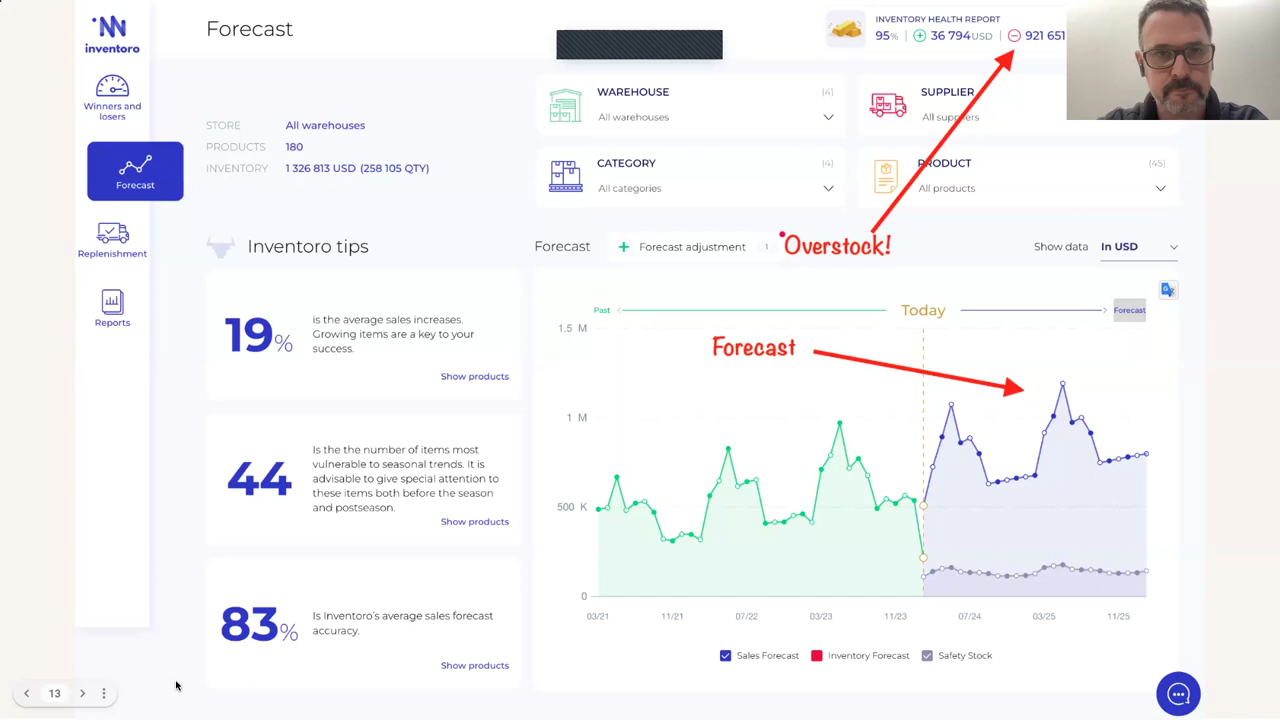 inventoro
Winners and
losers
Forecast
Replenishment
Reports
Forecast
INVENTORY HEALTH REPORT
95% | 36 794 USD | 921 651
STORE All warehouses
PRODUCTS 180
INVENTORY 1 326 813 USD (258 105 QTY)
WAREHOUSE (4)
All warehouses
SUPPLIER
All suppliers
CATEGORY (4)
All categories
PRODUCT (45)
All products
Inventoro tips
19%
is the average sales increases.
Growing items are a key to your
success.
Show products
44
Is the the number of items most
vulnerable to seasonal trends. It is
advisable to give special attention to
these items both before the season
and postseason.
Show products
83%
Is Inventoro's average sales forecast
accuracy.
Show products
Forecast
+ Forecast adjustment 1
Overstock!
Show data In USD
Past
Today
Forecast
Forecast
1.5 M
1 M
500 K
0
03/21 11/21 07/22 03/23 11/23 07/24 03/25 11/25
Sales Forecast Inventory Forecast Safety Stock
13